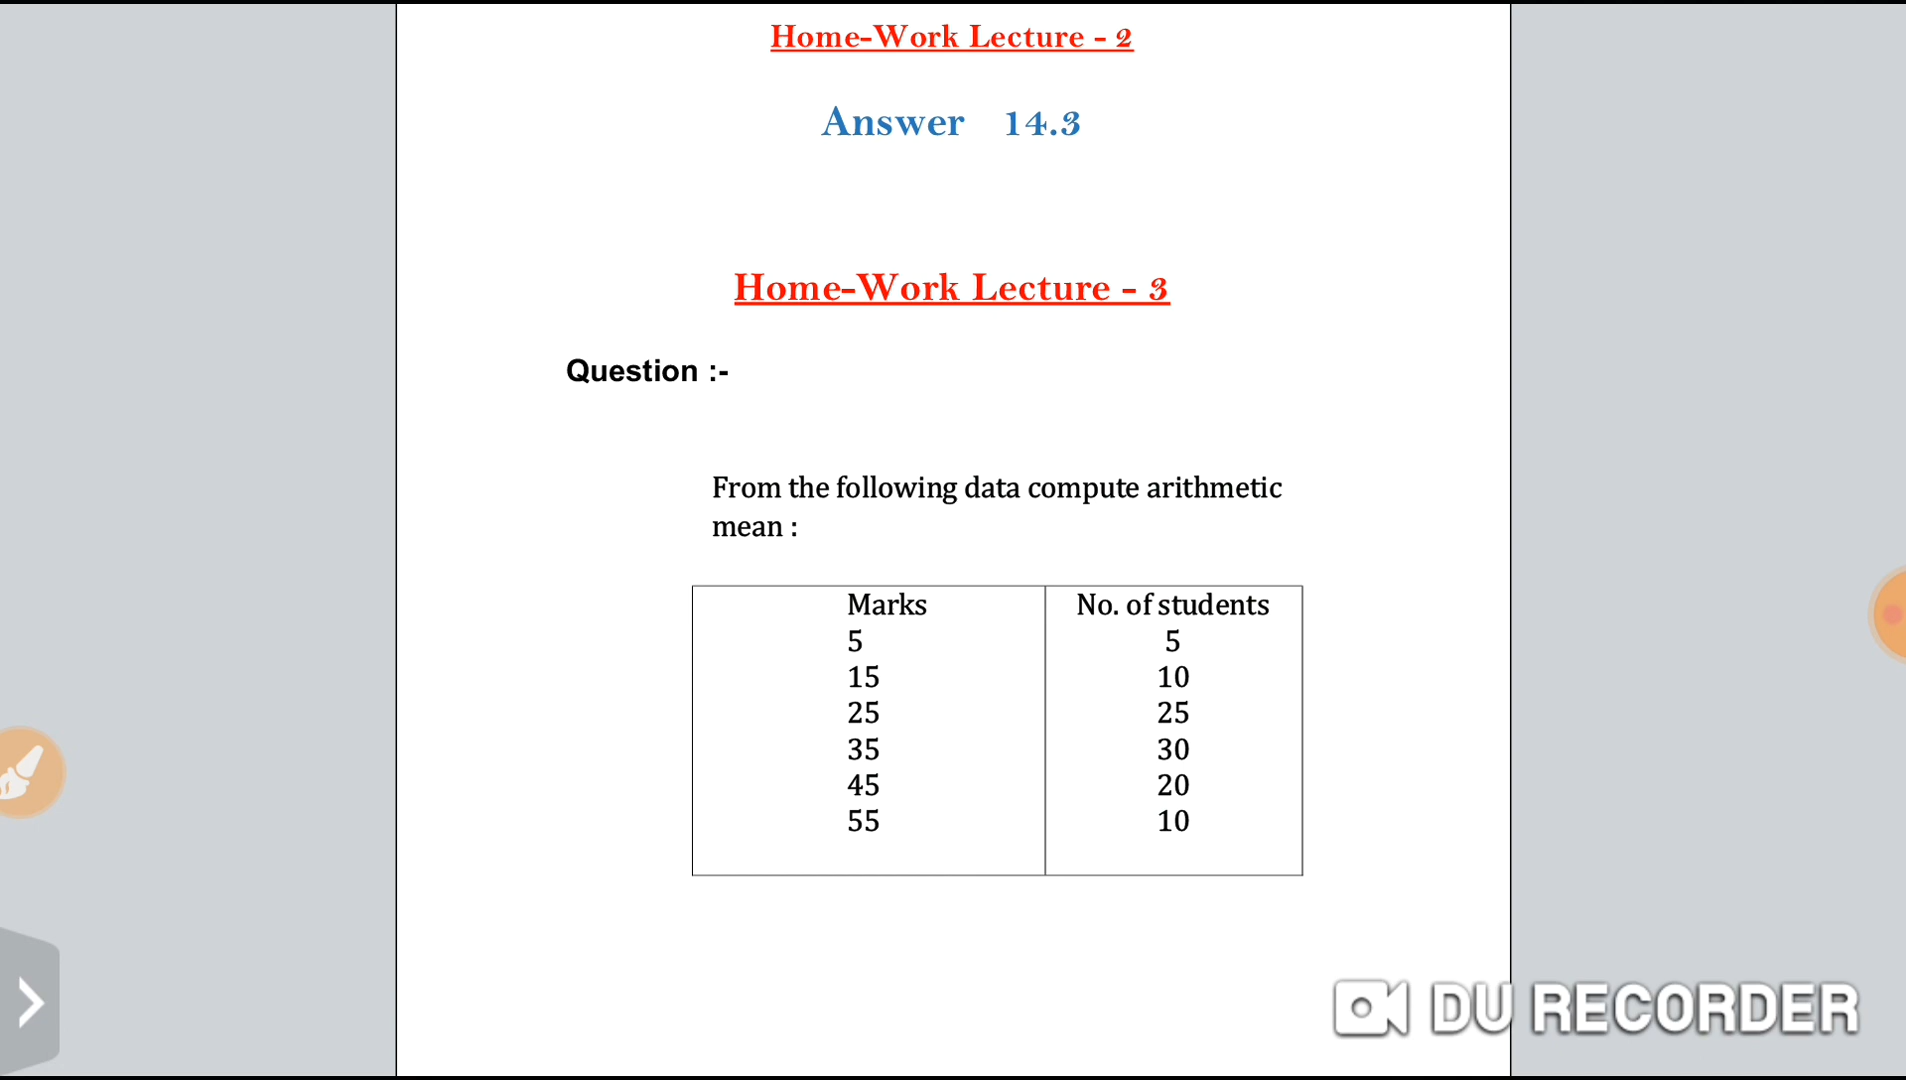 Home-Work Lecture - 2
Answer 14.3
Home-Work Lecture - 3
Question :-
From the following data compute arithmetic
mean :
Marks No. of students
5 5
15 10
25 25
35 30
45 20
55 10
DU RECORDER